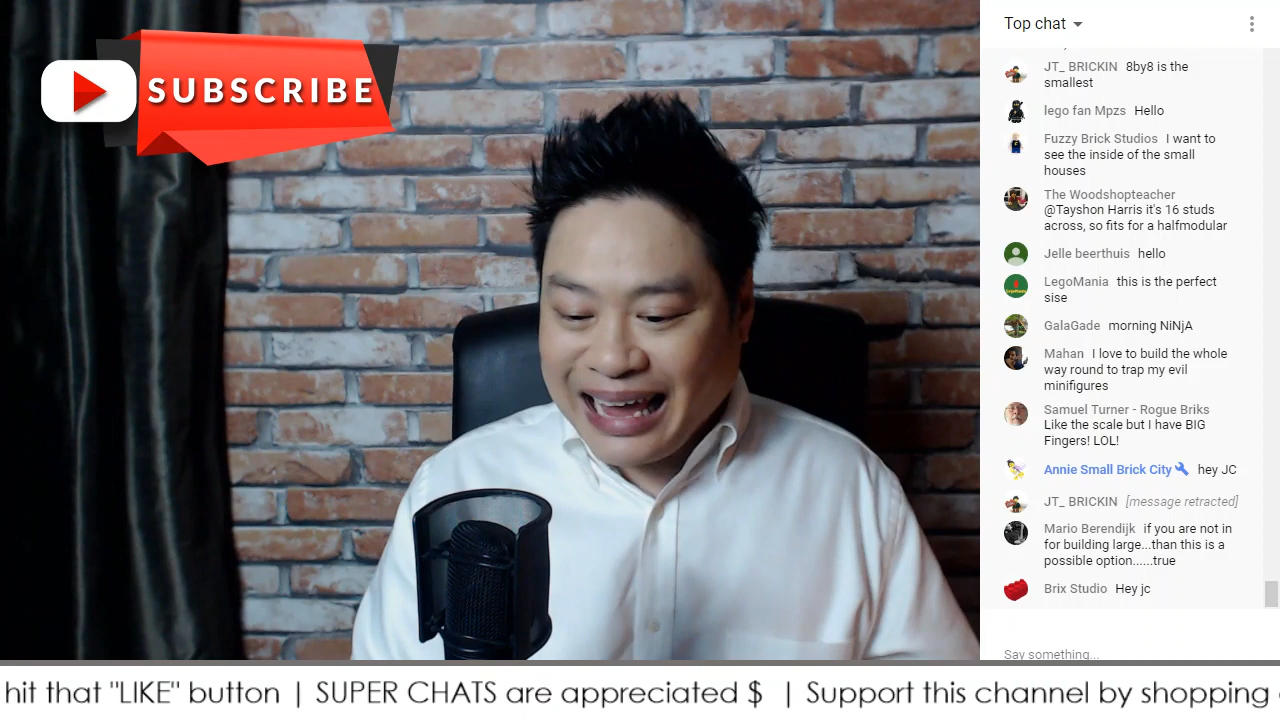 SUBSCRIBE
Top chat
JT_ BRICKIN 8by8 is the
smallest
lego fan Mpzs Hello
Fuzzy Brick Studios I want to
see the inside of the small
houses
The Woodshopteacher
@Tayshon Harris it's 16 studs
across, so fits for a halfmodular
Jelle beerthuis hello
LegoMania this is the perfect
sise
GalaGade morning NiNjA
Mahan I love to build the whole
way round to trap my evil
minifigures
Samuel Turner - Rogue Briks
Like the scale but I have BIG
Fingers! LOL!
Annie Small Brick City hey JC
JT_ BRICKIN [message retracted]
Mario Berendijk if you are not in
for building large...than this is a
possible option......true
Brix Studio Hey jc
Say something...
hit that "LIKE" button | SUPER CHATS are appreciated $ | Support this channel by shopping